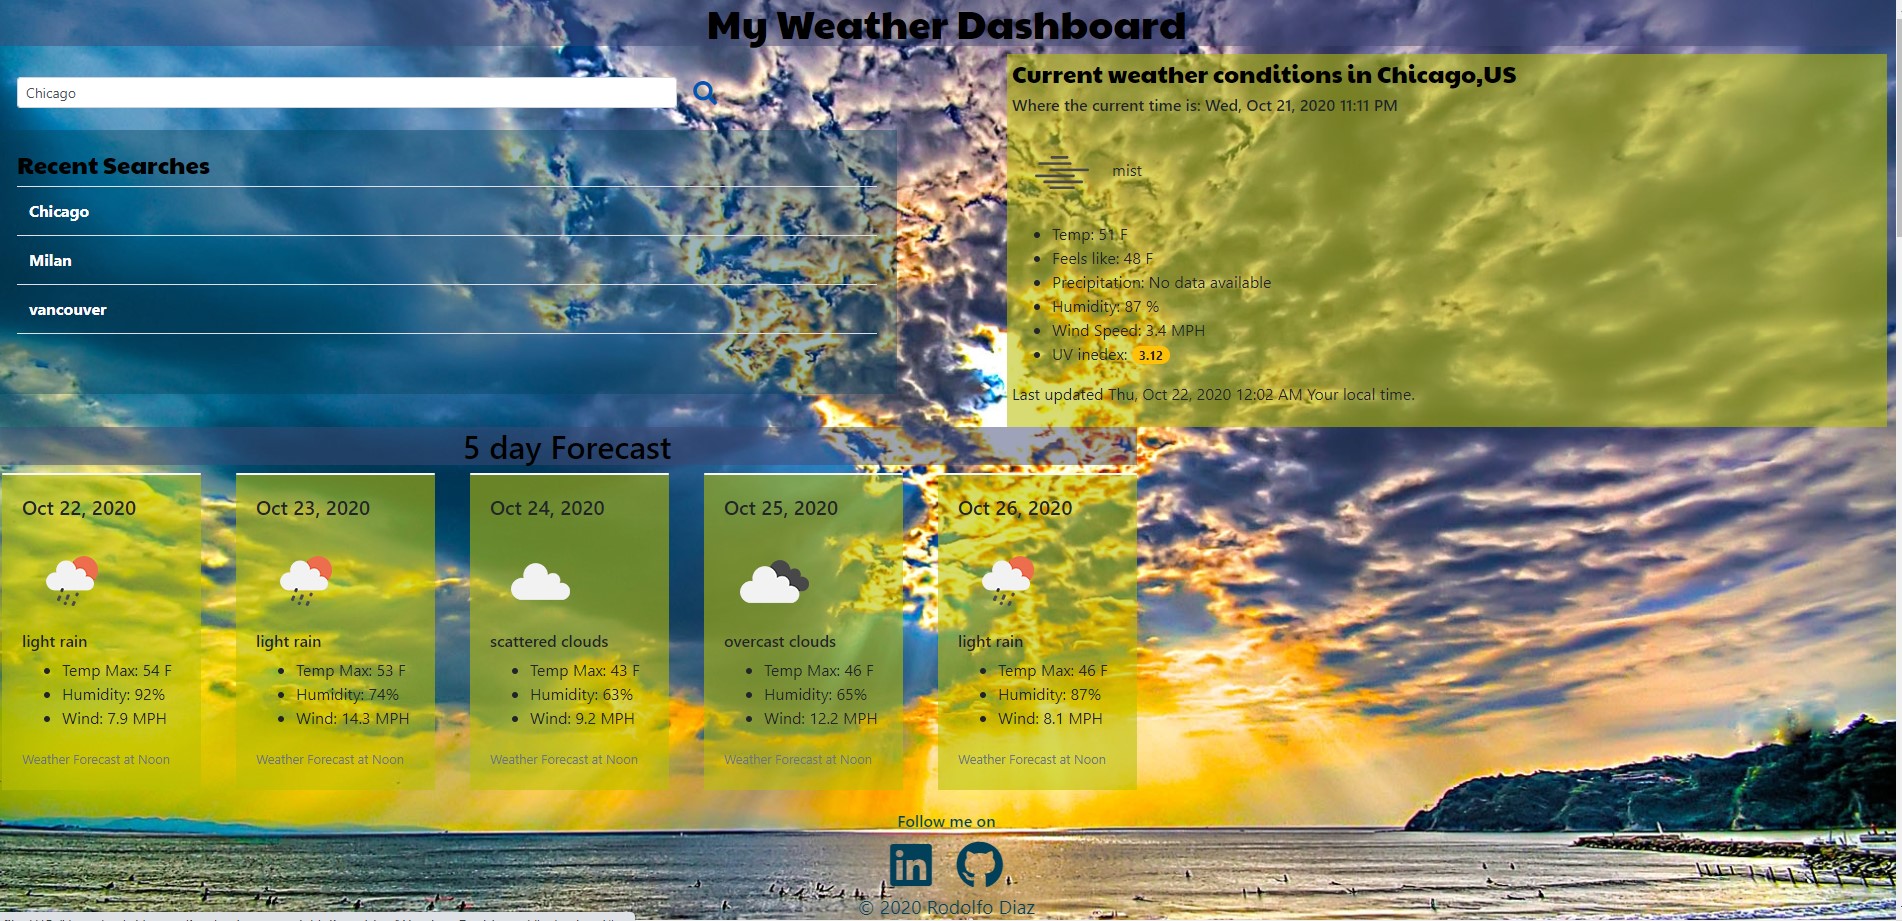 My Weather Dashboard
Chicago
Recent Searches
Chicago
Milan
vancouver
Current weather conditions in Chicago,US
Where the current time is: Wed, Oct 21, 2020 11:11 PM
mist
Temp: 51 F
Feels like: 48 F
Precipitation: No data available
Humidity: 87 %
Wind Speed: 3.4 MPH
UV inedex: 3.12
Last updated Thu, Oct 22, 2020 12:02 AM Your local time.
5 day Forecast
Oct 22, 2020
light rain
Temp Max: 54 F
Humidity: 92%
Wind: 7.9 MPH
Weather Forecast at Noon
Oct 23, 2020
light rain
Temp Max: 53 F
Humidity: 74%
Wind: 14.3 MPH
Weather Forecast at Noon
Oct 24, 2020
scattered clouds
Temp Max: 43 F
Humidity: 63%
Wind: 9.2 MPH
Weather Forecast at Noon
Oct 25, 2020
overcast clouds
Temp Max: 46 F
Humidity: 65%
Wind: 12.2 MPH
Weather Forecast at Noon
Oct 26, 2020
light rain
Temp Max: 46 F
Humidity: 87%
Wind: 8.1 MPH
Weather Forecast at Noon
Follow me on
in
© 2020 Rodolfo Diaz